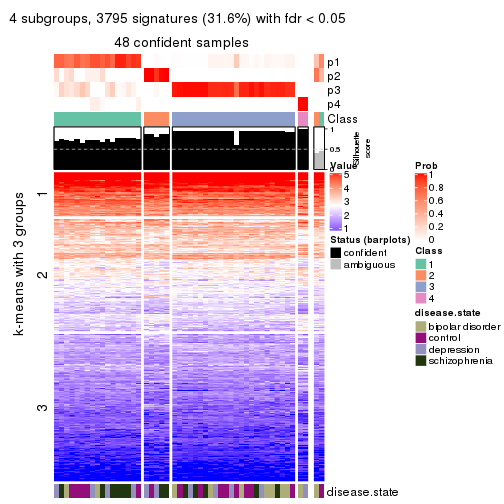 4 subgroups, 3795 signatures (31.6%) with fdr < 0.05
48 confident samples
p1
p2
p3
p4
Class
1
0.5
0
Silhouette
score
k-means with 3 groups
1
2
3
Value
5
4
3
2
1
Status (barplots)
confident
ambiguous
Prob
1
0.8
0.6
0.4
0.2
0
Class
1
2
3
4
disease.state
bipolar disorder
control
depression
schizophrenia
disease.state